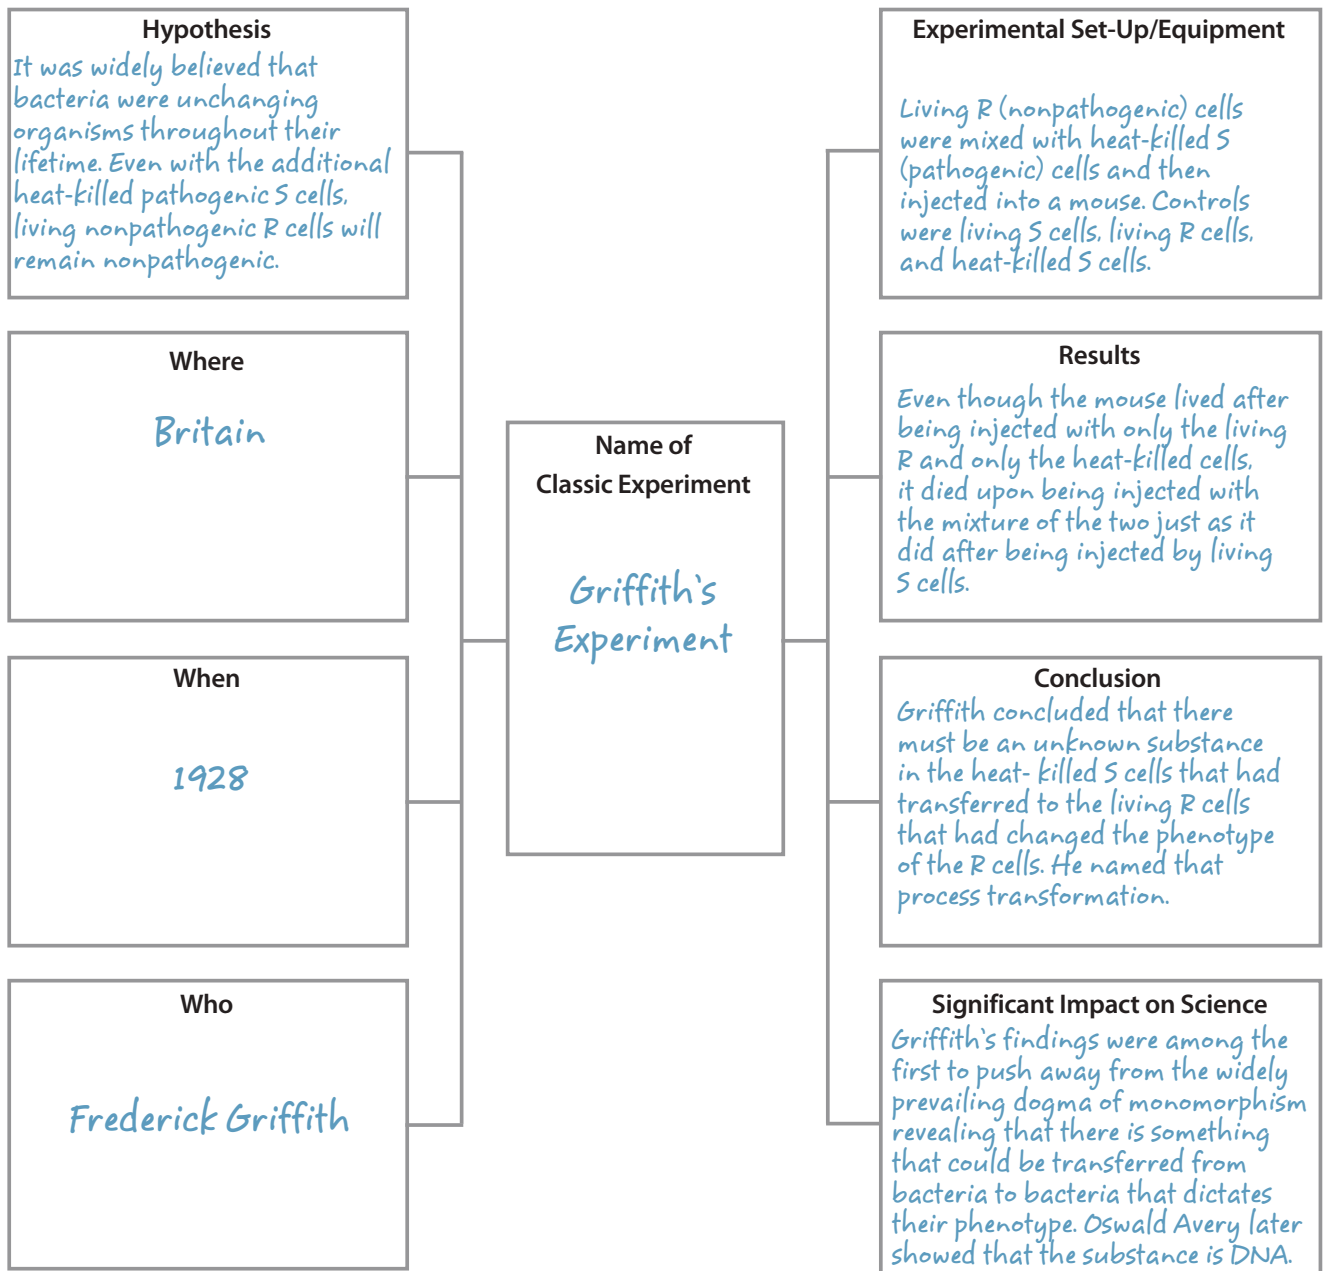 Hypothesis
It was widely believed that
bacteria were unchanging
organisms throughout their
lifetime. Even with the additional
heat-killed pathogenic S cells,
living nonpathogenic R cells will
remain nonpathogenic.
Where
Britain
When
1928
Who
Frederick Griffith
Name of
Classic Experiment
Griffith's
Experiment
Experimental Set-Up/Equipment
Living R (nonpathogenic) cells
were mixed with heat-killed S
(pathogenic) cells and then
injected into a mouse. Controls
were living S cells, living R cells,
and heat-killed S cells.
Results
Even though the mouse lived after
being injected with only the living
R and only the heat-killed cells,
it died upon being injected with
the mixture of the two just as it
did after being injected by living
S cells.
Conclusion
Griffith concluded that there
must be an unknown substance
in the heat- killed S cells that had
transferred to the living R cells
that had changed the phenotype
of the R cells. He named that
process transformation.
Significant Impact on Science
Griffith's findings were among the
first to push away from the widely
prevailing dogma of monomorphism
revealing that there is something
that could be transferred from
bacteria to bacteria that dictates
their phenotype. Oswald Avery later
showed that the substance is DNA.